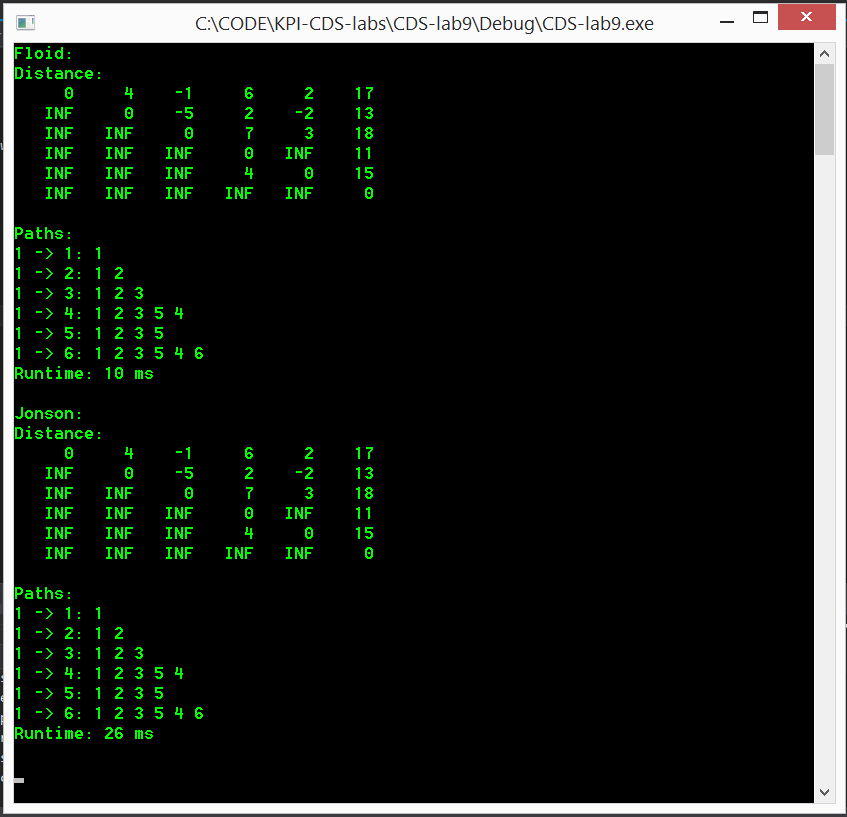 C:\CODE\KPI-CDS-labs\CDS-lab9\Debug\CDS-lab9.exe
Floid:
Distance:
0 4 -1 6 2 17
INF 0 -5 2 -2 13
INF INF 0 7 3 18
INF INF INF 0 INF 11
INF INF INF 4 0 15
INF INF INF INF INF 0
Paths:
1 -> 1: 1
1 -> 2: 1 2
1 -> 3: 1 2 3
1 -> 4: 1 2 3 5 4
1 -> 5: 1 2 3 5
1 -> 6: 1 2 3 5 4 6
Runtime: 10 ms
Jonson:
Distance:
0 4 -1 6 2 17
INF 0 -5 2 -2 13
INF INF 0 7 3 18
INF INF INF 0 INF 11
INF INF INF 4 0 15
INF INF INF INF INF 0
Paths:
1 -> 1: 1
1 -> 2: 1 2
1 -> 3: 1 2 3
1 -> 4: 1 2 3 5 4
1 -> 5: 1 2 3 5
1 -> 6: 1 2 3 5 4 6
Runtime: 26 ms